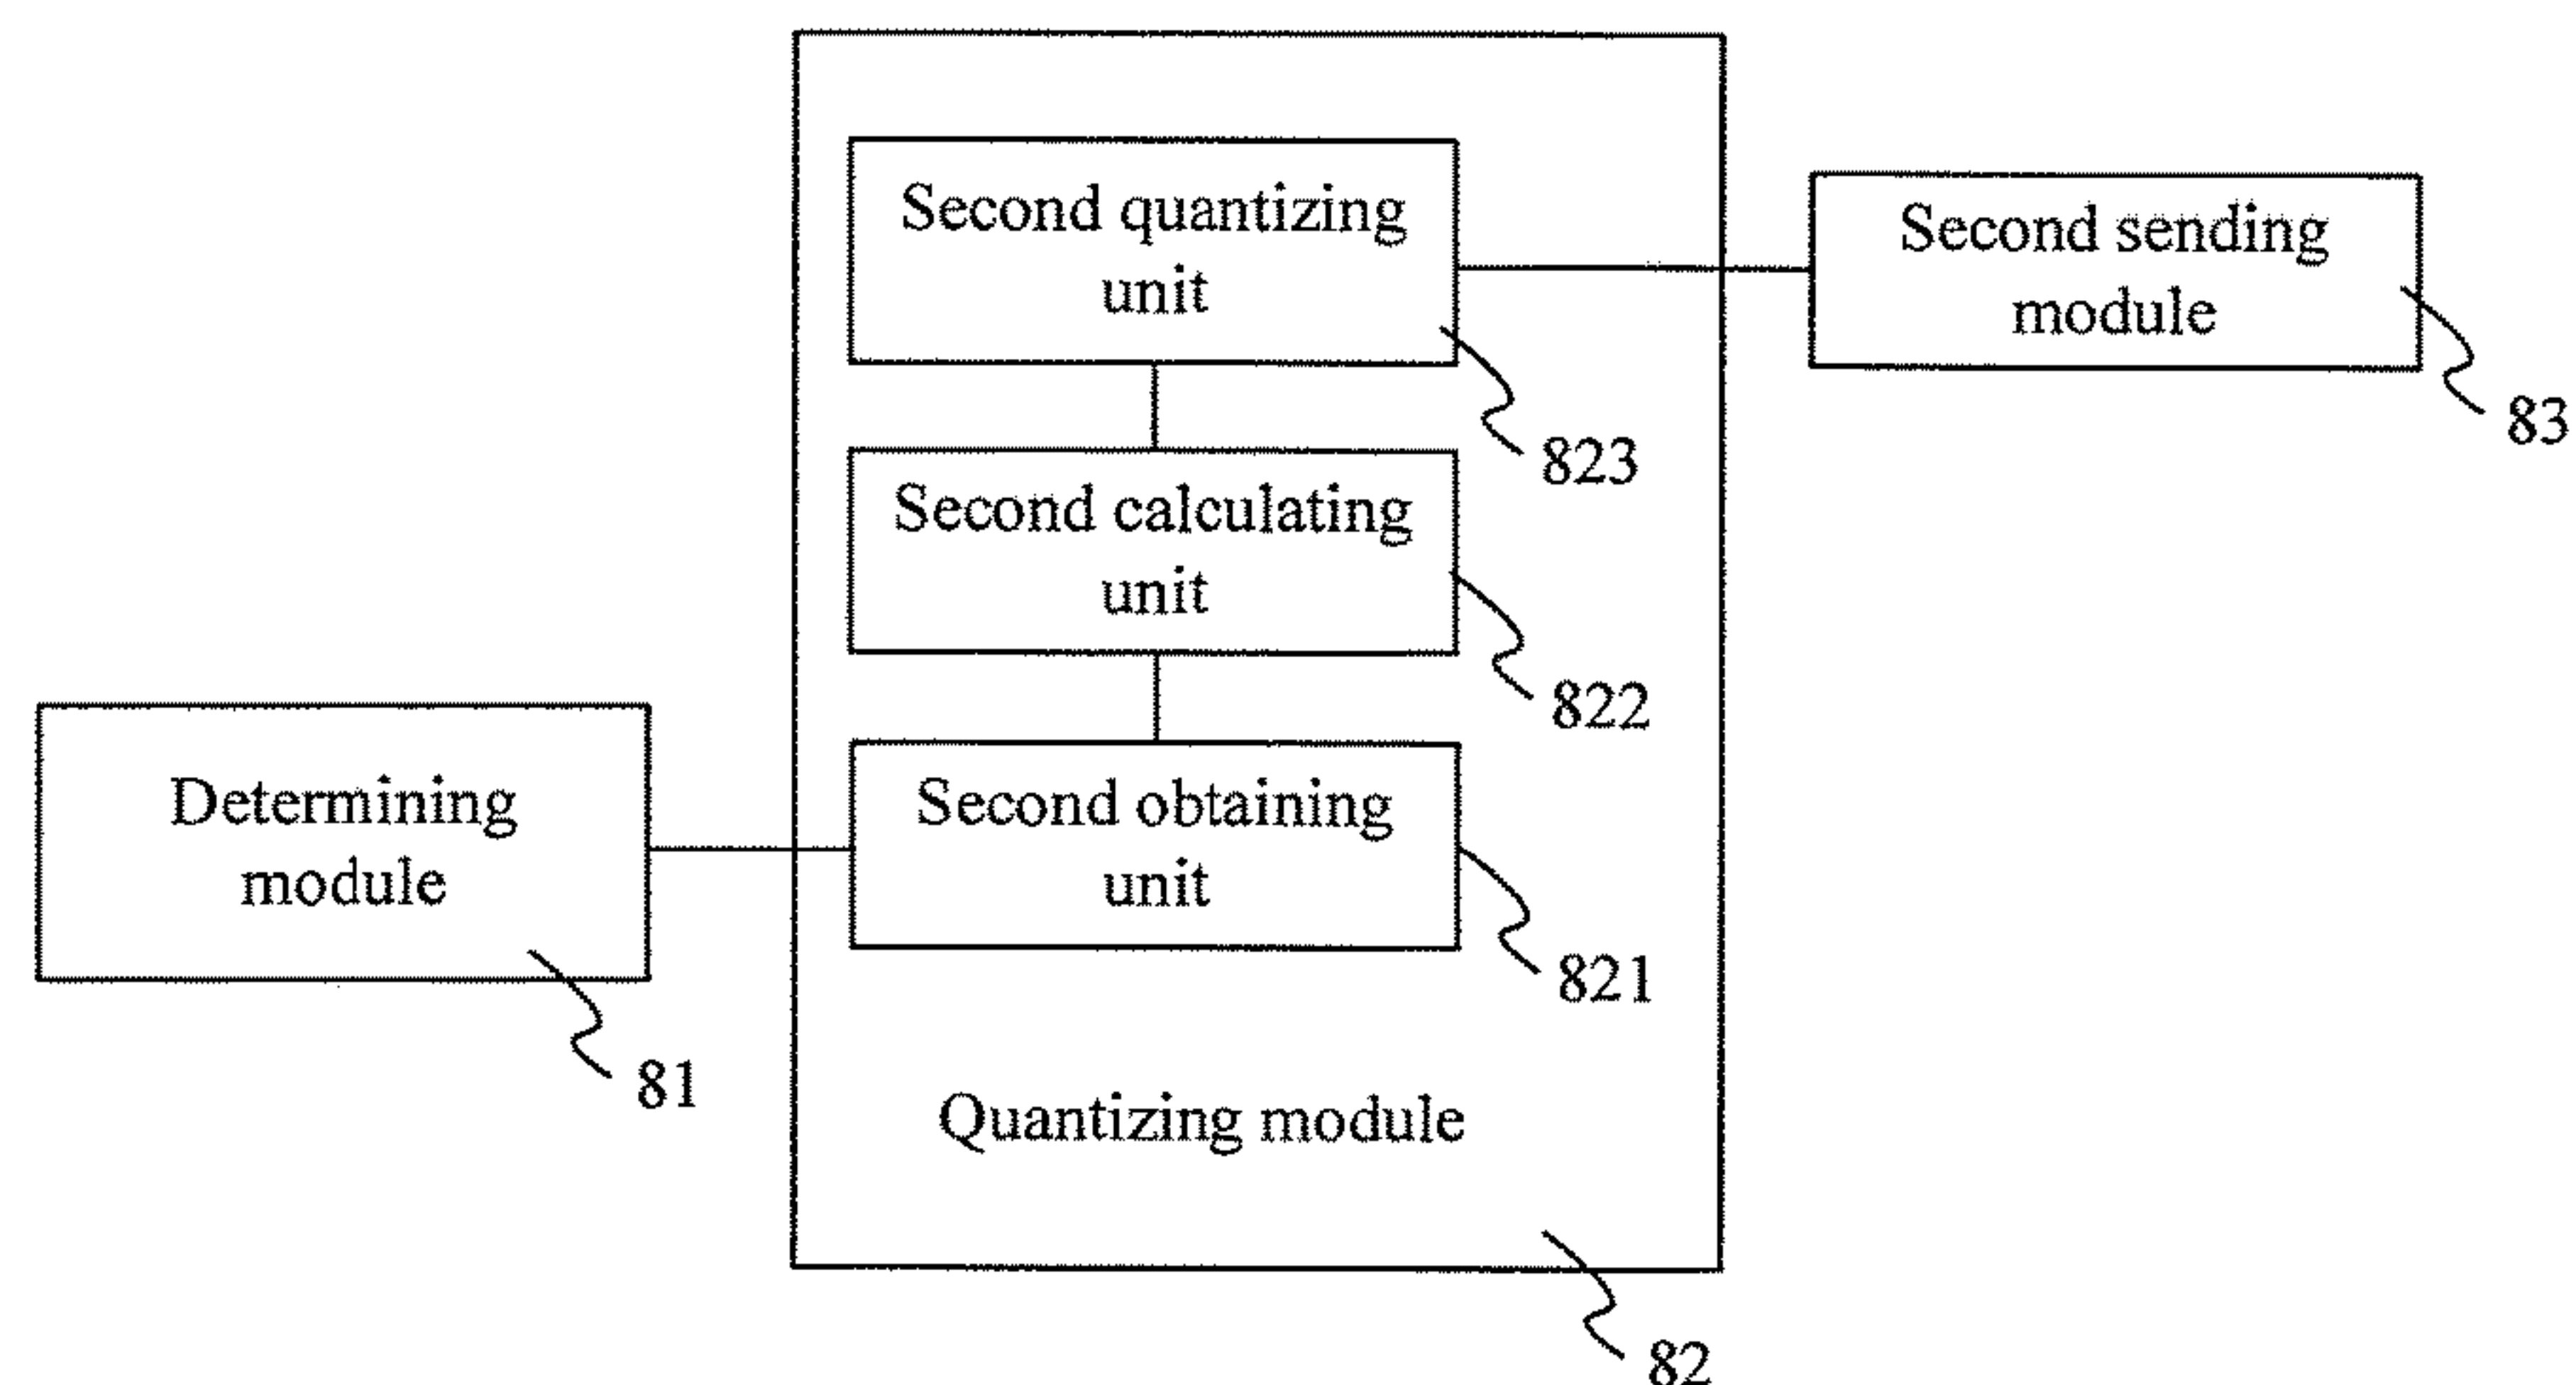 Second quantizing
unit
823
Second sending
module
83
Second calculating
unit
822
Determining
module
81
Second obtaining
unit
821
Quantizing module
82